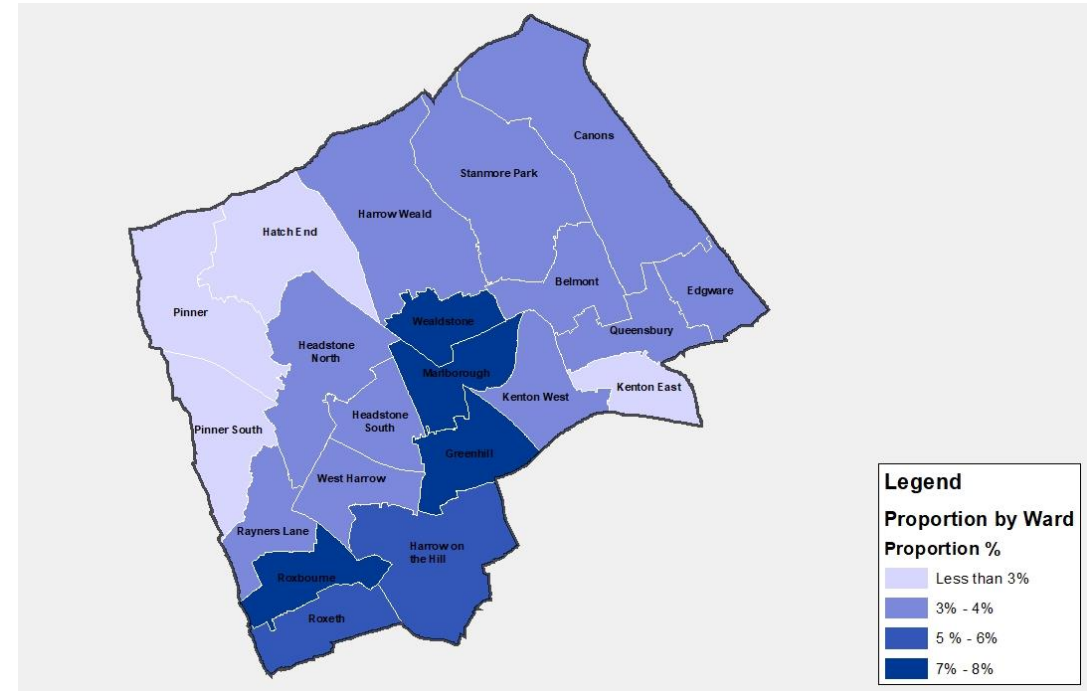 Canons
Stanmore Park
Harrow Weald
Hatch End
Belmont
Edgware
Pinner
Wealdstone
Queensbury
Headstone
North
Marlborough
Kenton East
Kenton West
Headstone
South
Pinner South
Greenhill
West Harrow
Rayners Lane
Harrow on
the Hill
Roxbourne
Roxeth
Legend
Proportion by Ward
Proportion %
Less than 3%
3% - 4%
5 % - 6%
7% - 8%